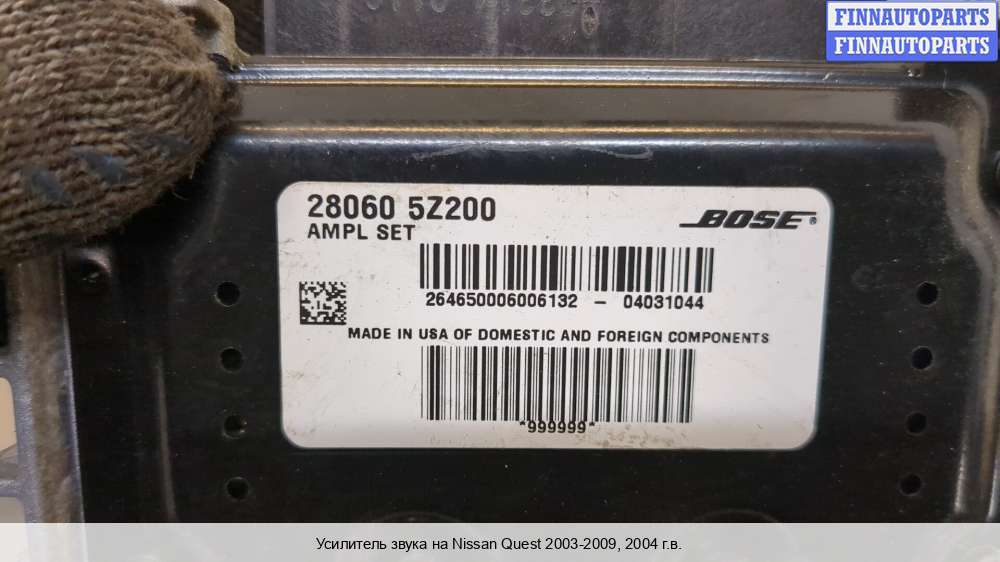 FINNAUTOPARTS
FINNAUTOPARTS
28060 5Z200
AMPL SET
BOSE®
264650006006132 - 04031044
MADE IN USA OF DOMESTIC AND FOREIGN COMPONENTS
*999999*
Усилитель звука на Nissan Quest 2003-2009, 2004 г.в.